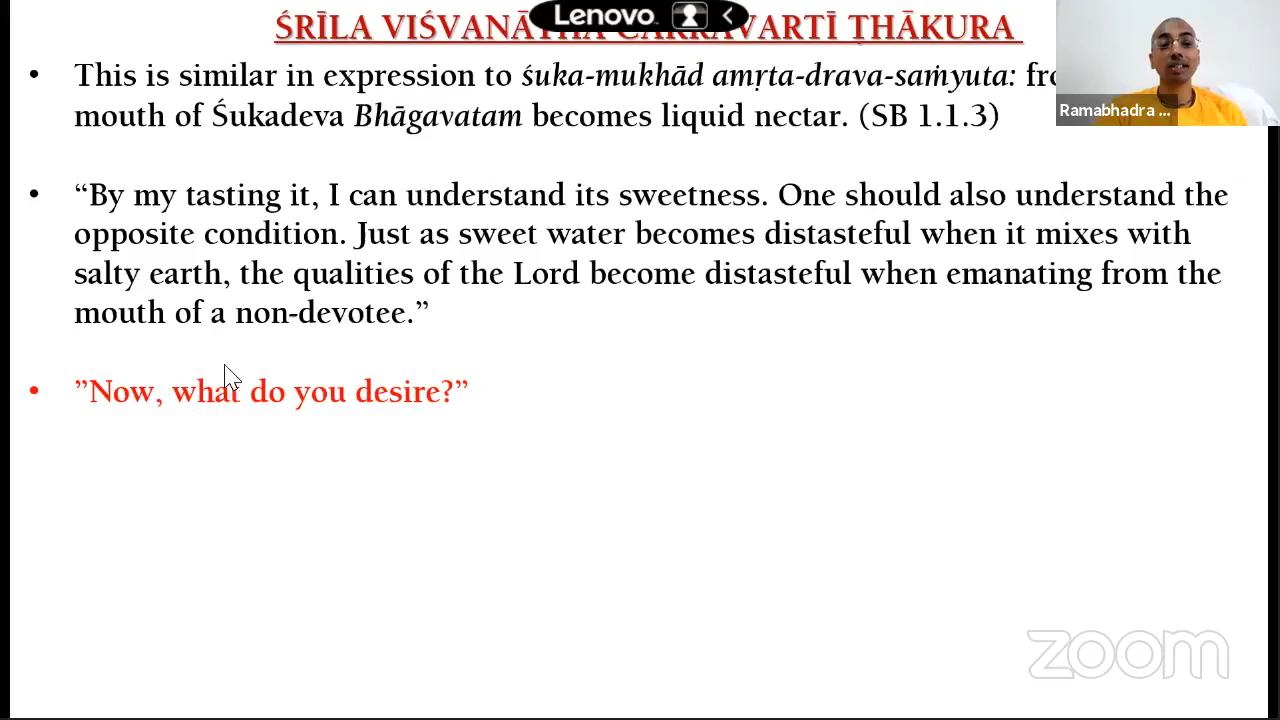 ŚRĪLA VIŚVANĀTHA CAKRAVARTĪ ṬHĀKURA
Lenovo
• This is similar in expression to śuka-mukhād amṛta-drava-saṁyuta:
mouth of Śukadeva Bhāgavatam becomes liquid nectar. (SB 1.1.3)
Ramabhadra ...
• “By my tasting it, I can understand its sweetness. One should also understand the
opposite condition. Just as sweet water becomes distasteful when it mixes with
salty earth, the qualities of the Lord become distasteful when emanating from the
mouth of a non-devotee.”
• ”Now, what do you desire?”
zoom